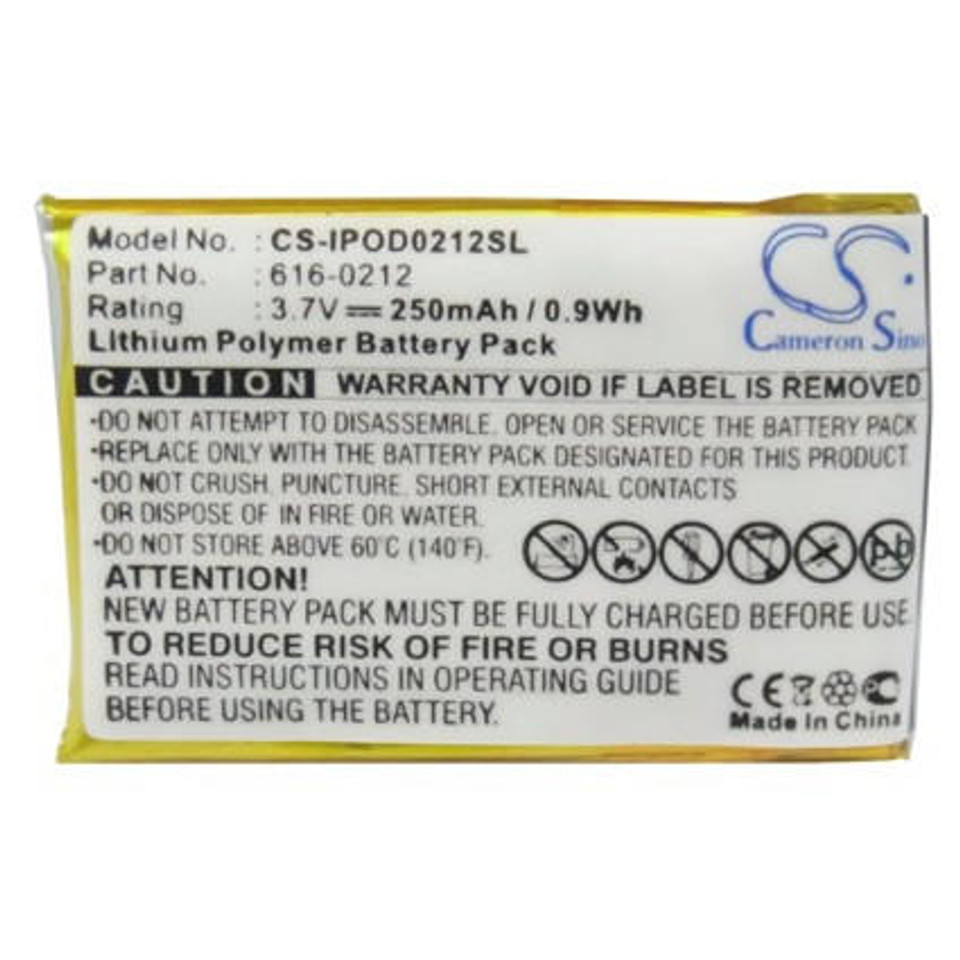 Model No. : CS-IPOD0212SL
Part No. : 616-0212
Rating : 3.7V 250mAh / 0.9Wh
Lithium Polymer Battery Pack
CS
Cameron Sino
CAUTION WARRANTY VOID IF LABEL IS REMOVED
•DO NOT ATTEMPT TO DISASSEMBLE, OPEN OR SERVICE THE BATTERY PACK
•REPLACE ONLY WITH THE BATTERY PACK DESIGNATED FOR THIS PRODUCT.
•DO NOT CRUSH, PUNCTURE, SHORT EXTERNAL CONTACTS
OR DISPOSE OF IN FIRE OR WATER.
•DO NOT STORE ABOVE 60°C (140°F).
Pb
ATTENTION!
NEW BATTERY PACK MUST BE FULLY CHARGED BEFORE USE.
TO REDUCE RISK OF FIRE OR BURNS
READ INSTRUCTIONS IN OPERATING GUIDE
BEFORE USING THE BATTERY.
CE
Made In China